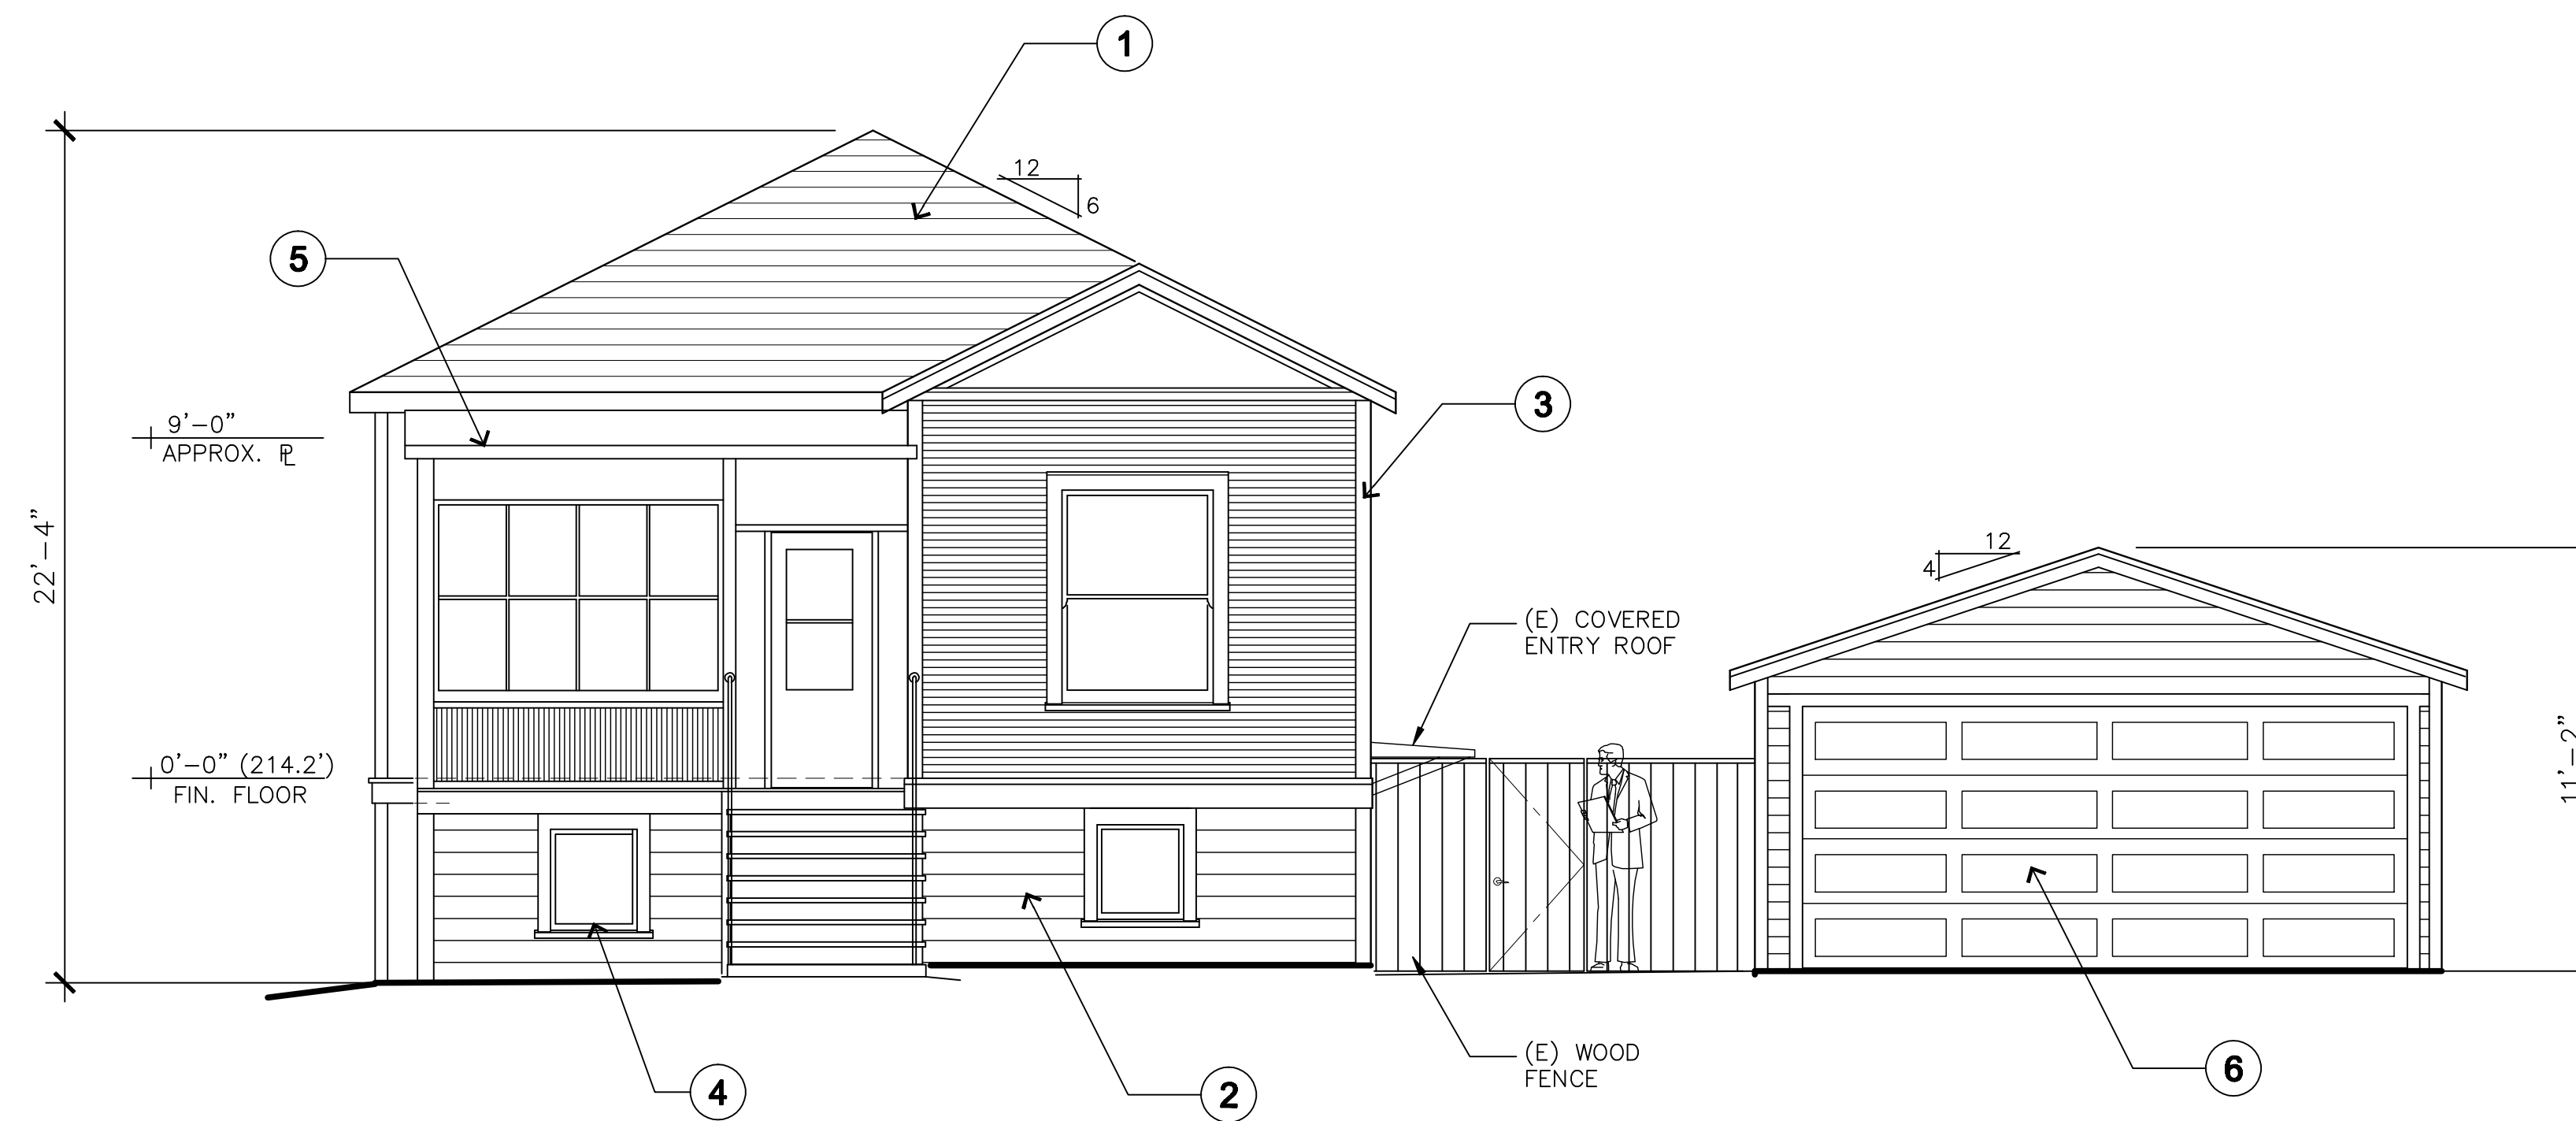 1
12
6
5
3
9'-0"
APPROX. PL
22'-4"
12
4
(E) COVERED
ENTRY ROOF
11'-2"
0'-0" (214.2')
FIN. FLOOR
(E) WOOD
FENCE
6
4
2